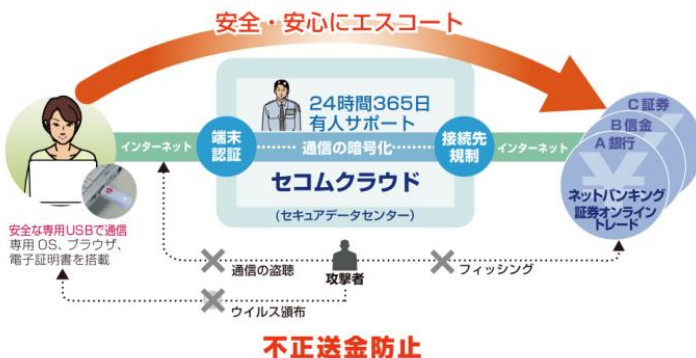 安全・安心にエスコート
24時間365日
有人サポート
インターネット
端末
認証
通信の暗号化
接続先
規制
インターネット
セコムクラウド
(セキュアデータセンター)
C 証券
B 信金
A 銀行
ネットバンキング
証券オンライン
トレード
安全な専用USBで通信
専用 OS、ブラウザ、
電子証明書を搭載
通信の盗聴
攻撃者
フィッシング
ウイルス頒布
不正送金防止